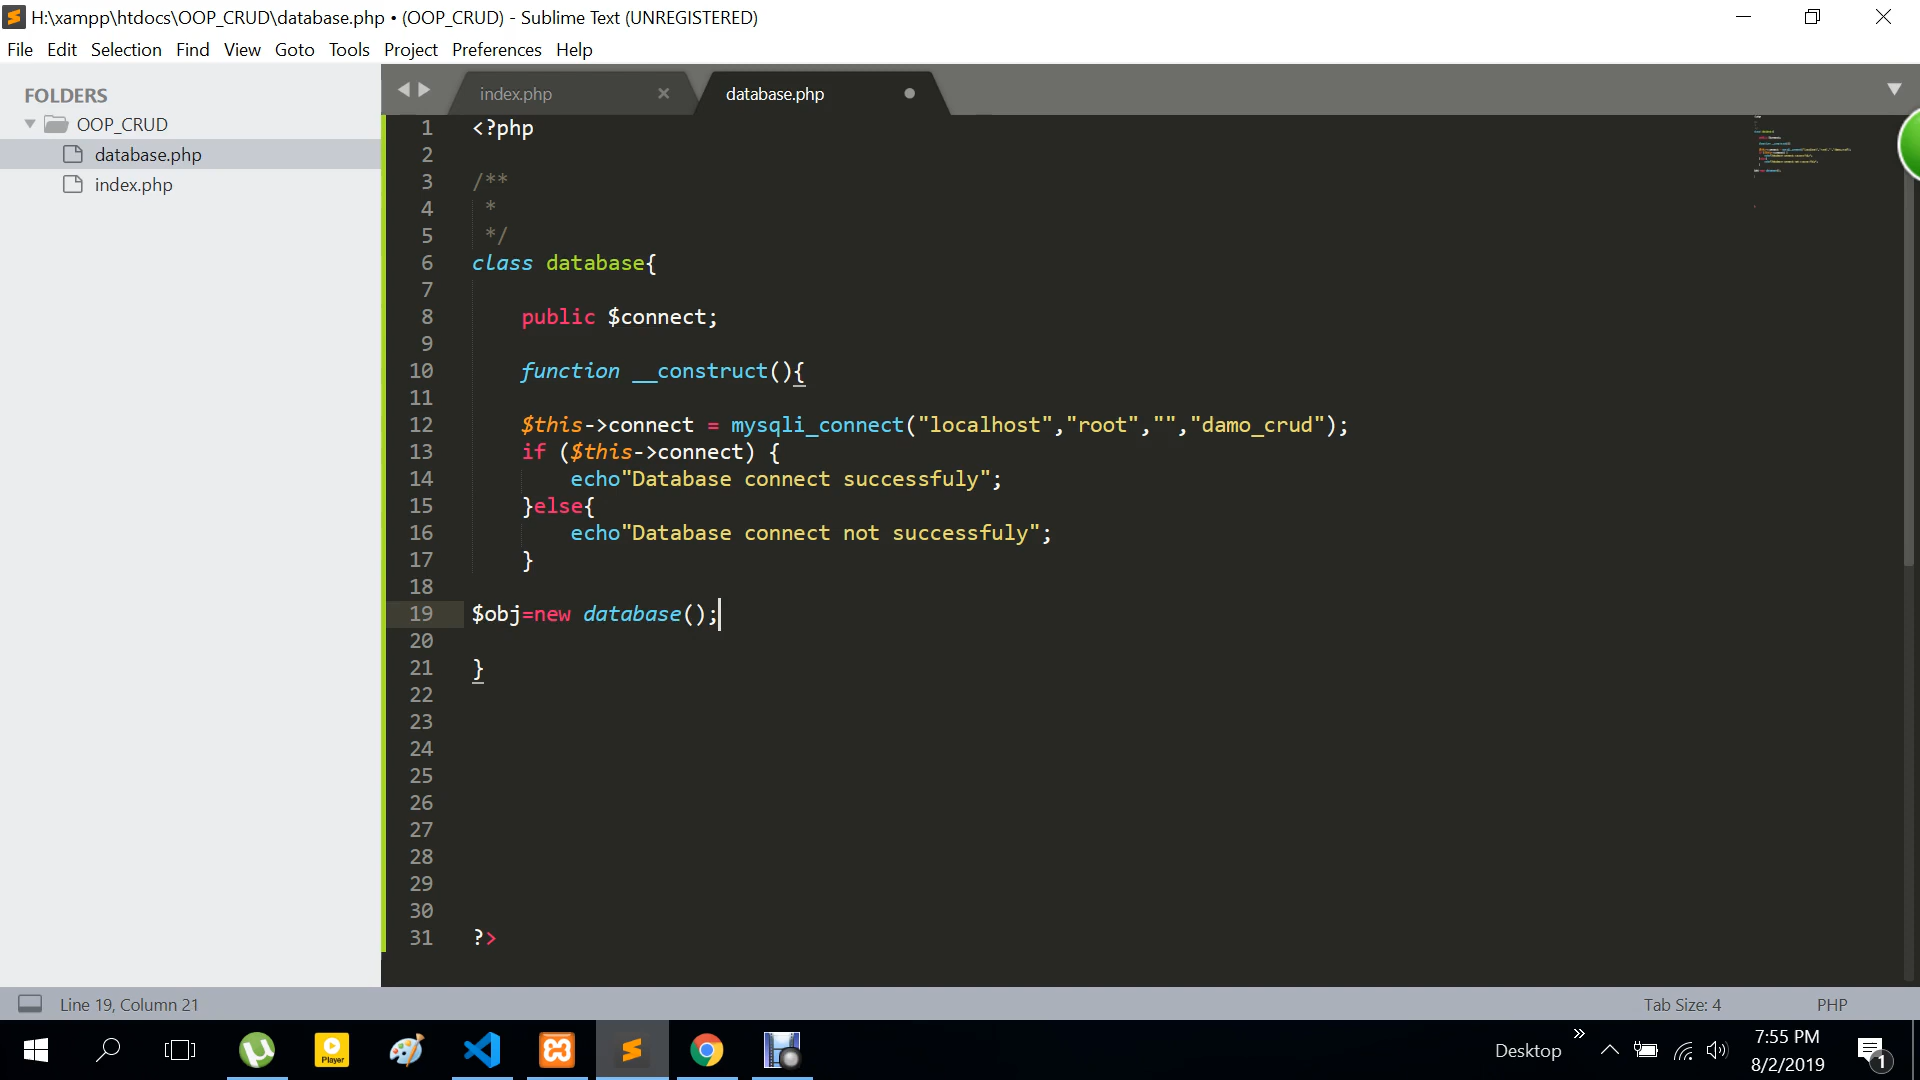 H:\xampp\htdocs\OOP_CRUD\database.php • (OOP_CRUD) - Sublime Text (UNREGISTERED)
File Edit Selection Find View Goto Tools Project Preferences Help
FOLDERS
OOP_CRUD
database.php
index.php
index.php
database.php
1 <?php
2
3 /**
4 *
5 */
6 class database{
7
8 public $connect;
9
10 function __construct(){
11
12 $this->connect = mysqli_connect("localhost","root","","damo_crud");
13 if ($this->connect) {
14 echo"Database connect successfuly";
15 }else{
16 echo"Database connect not successfuly";
17 }
18
19 $obj=new database();
20
21 }
22
23
24
25
26
27
28
29
30
31 ?>
Line 19, Column 21
Tab Size: 4
PHP
Player
Desktop
7:55 PM
8/2/2019
1